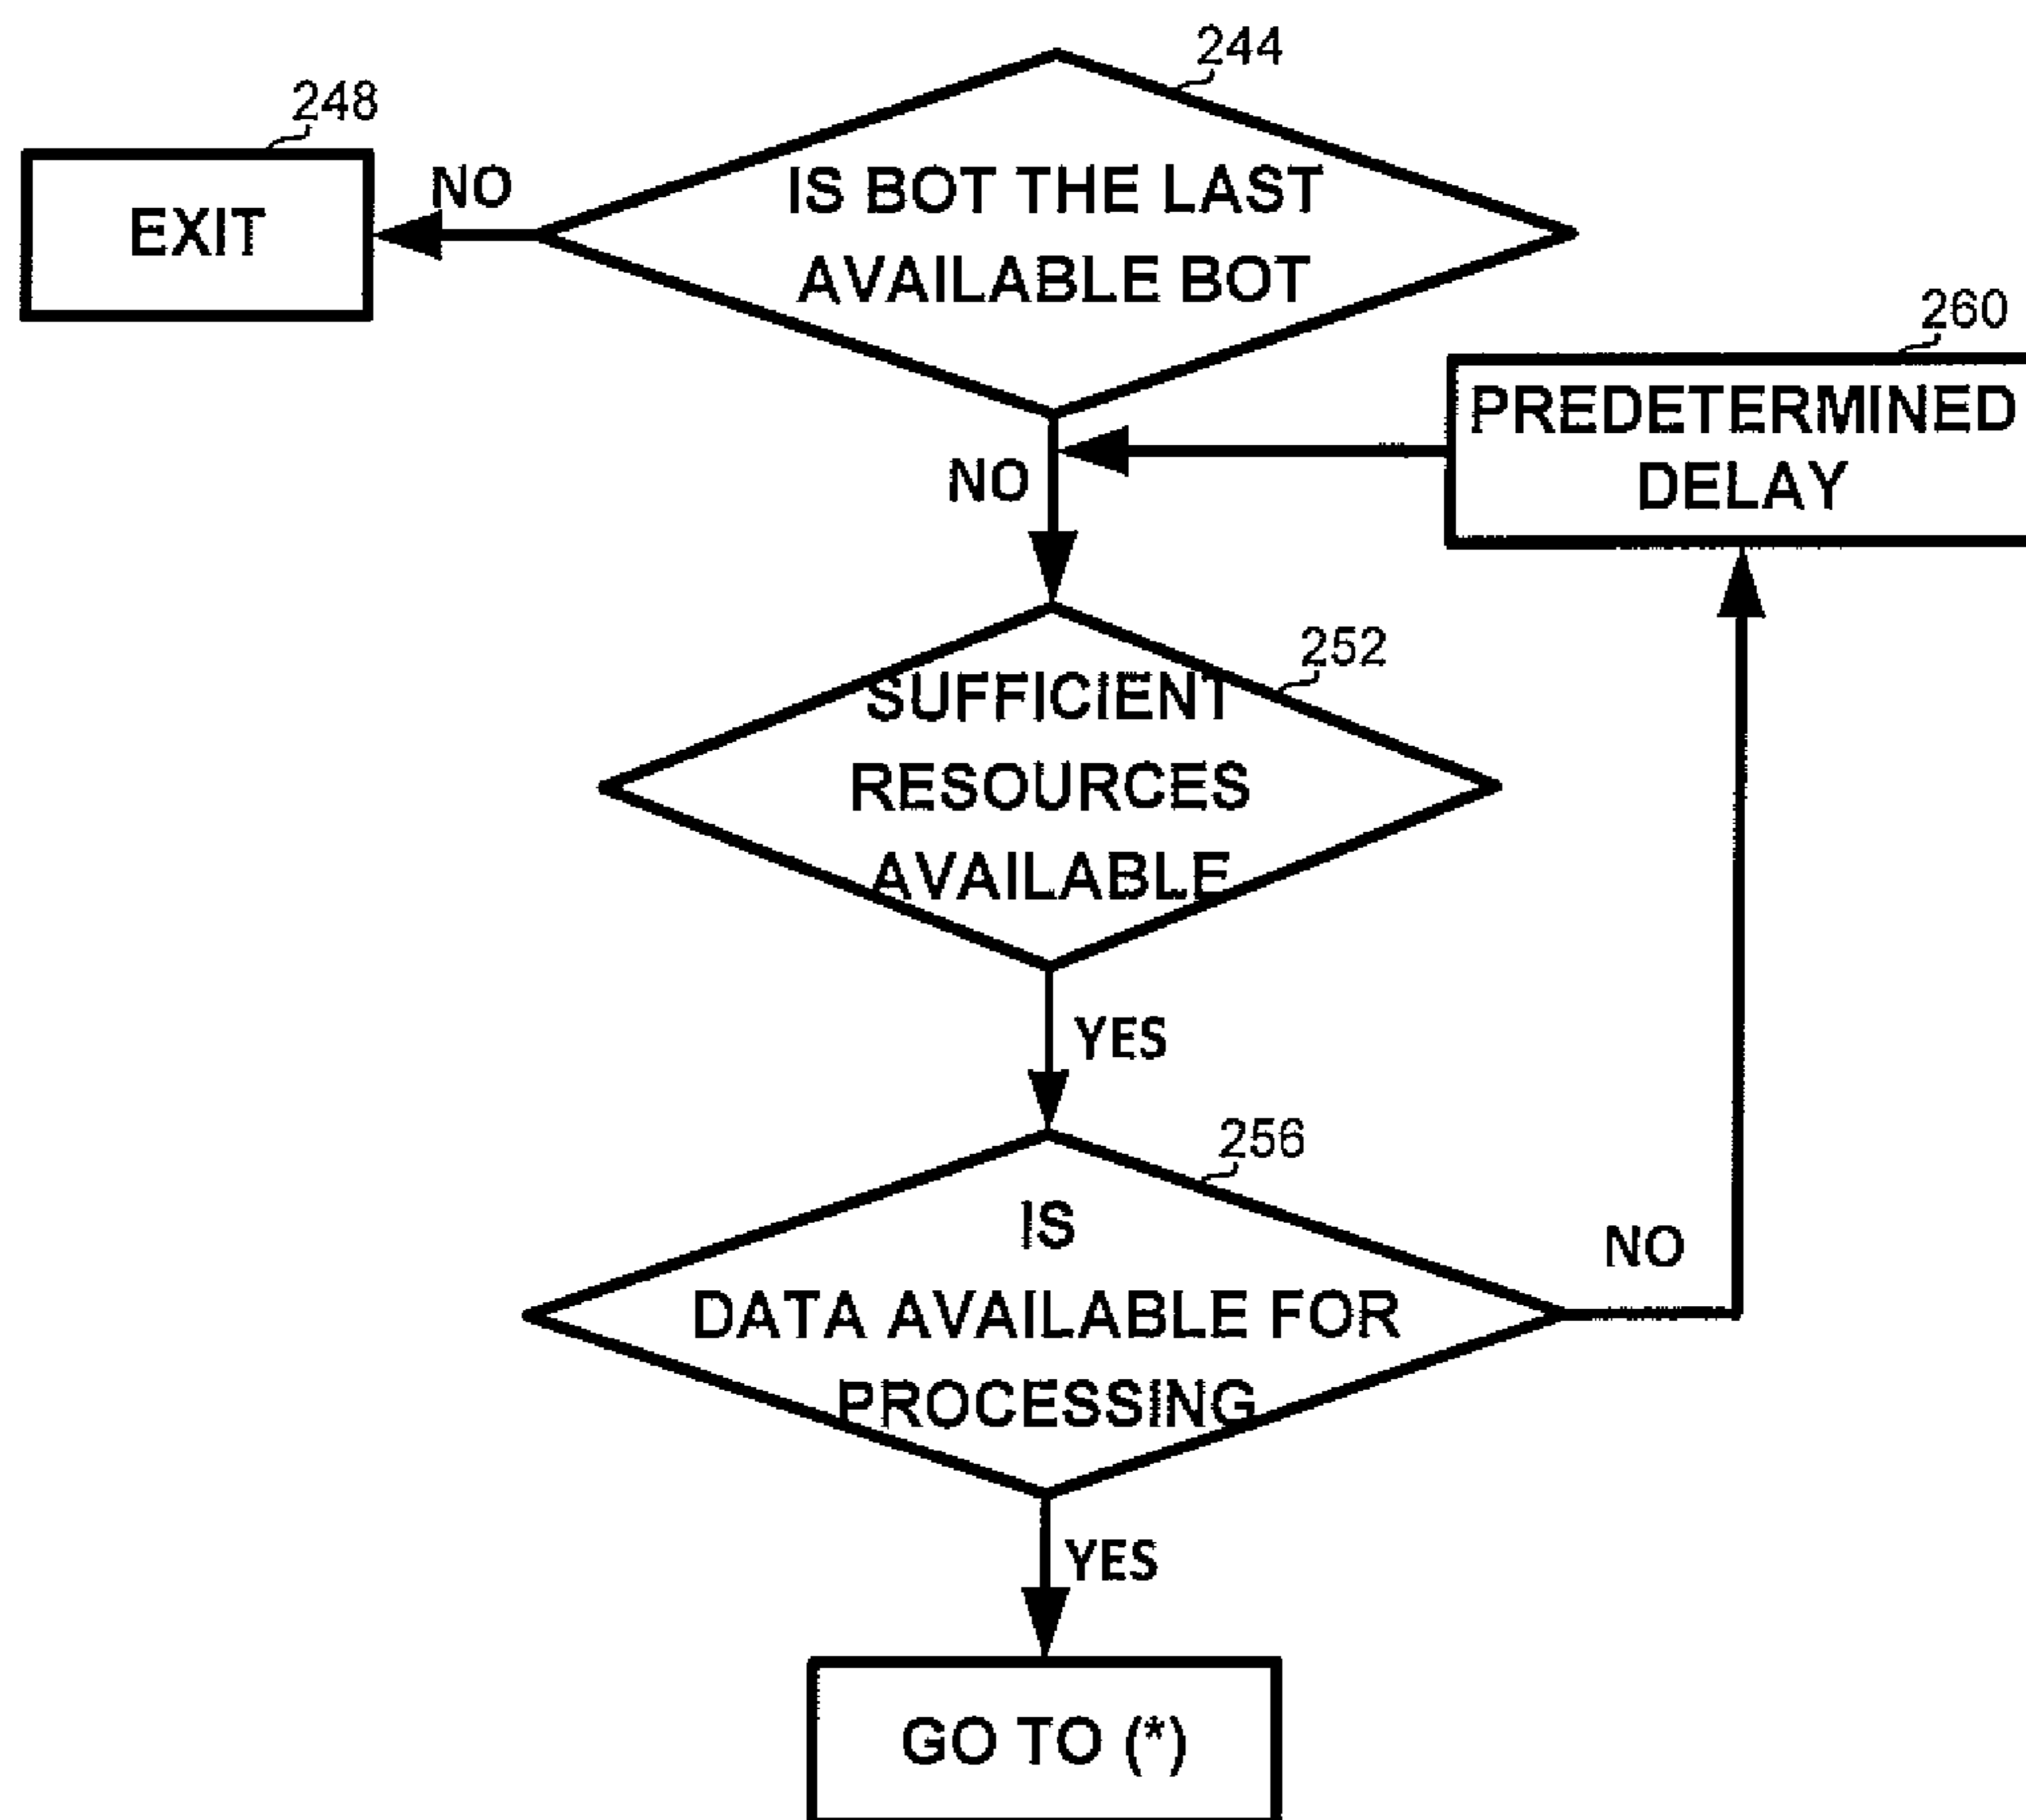 244
248
NO
IS BOT THE LAST
AVAILABLE BOT
EXIT
260
PREDETERMINED
DELAY
NO
252
SUFFICIENT
RESOURCES
AVAILABLE
YES
256
IS
DATA AVAILABLE FOR
PROCESSING
NO
YES
GO TO (*)